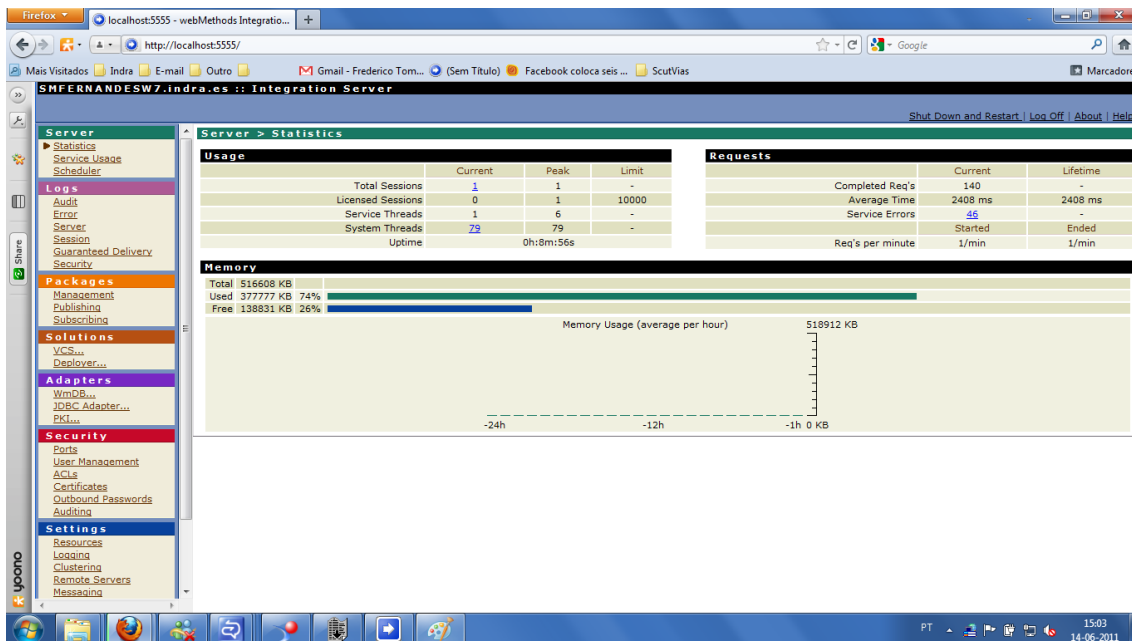 Firefox
localhost:5555 - webMethods Integratio...
http://localhost:5555/
Google
Mais Visitados Indra E-mail Outro Gmail - Frederico Tom... (Sem Título) Facebook coloca seis ... ScutVias Marcadore
SMFERNANDESW7.indra.es :: Integration Server
Shut Down and Restart | Log Off | About | Help
Server
Statistics
Service Usage
Scheduler
Logs
Audit
Error
Server
Session
Guaranteed Delivery
Security
Packages
Management
Publishing
Subscribing
Solutions
VCS...
Deployer...
Adapters
WmDB...
JDBC Adapter...
PKI...
Security
Ports
User Management
ACLs
Certificates
Outbound Passwords
Auditing
Settings
Resources
Logging
Clustering
Remote Servers
Messaging
Share
yoono
Server > Statistics
Usage
Current Peak Limit
Total Sessions 1 1 -
Licensed Sessions 0 1 10000
Service Threads 1 6 -
System Threads 79 79 -
Uptime 0h:8m:56s
Requests
Current Lifetime
Completed Req's 140 -
Average Time 2408 ms 2408 ms
Service Errors 46 -
Started Ended
Req's per minute 1/min 1/min
Memory
Total 516608 KB
Used 377777 KB 74%
Free 138831 KB 26%
Memory Usage (average per hour) 518912 KB
-24h -12h -1h 0 KB
PT 15:03
14-06-2011